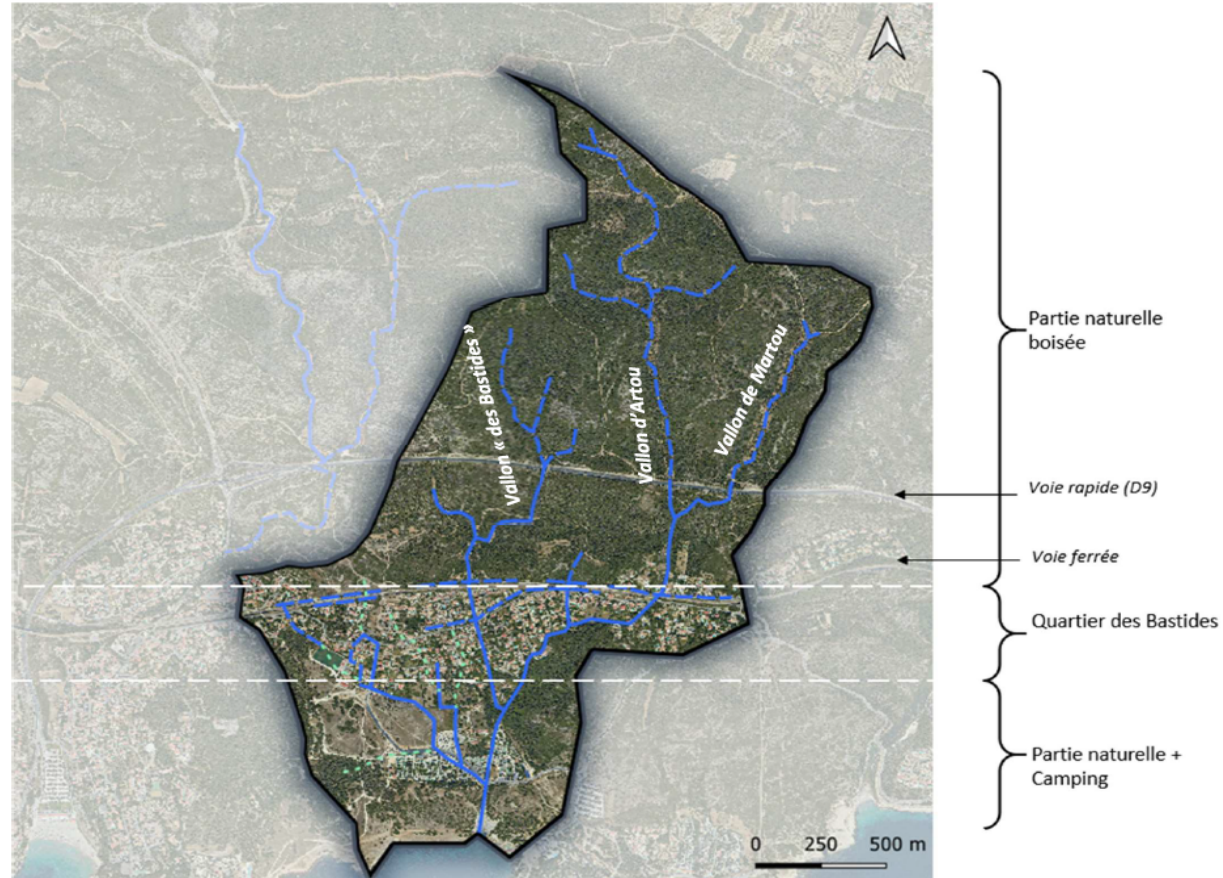 Vallon « des Bastides »
Vallon d'Artou
Vallon de Martou
Partie naturelle
boisée
Voie rapide (D9)
Voie ferrée
Quartier des Bastides
Partie naturelle +
Camping
0 250 500 m